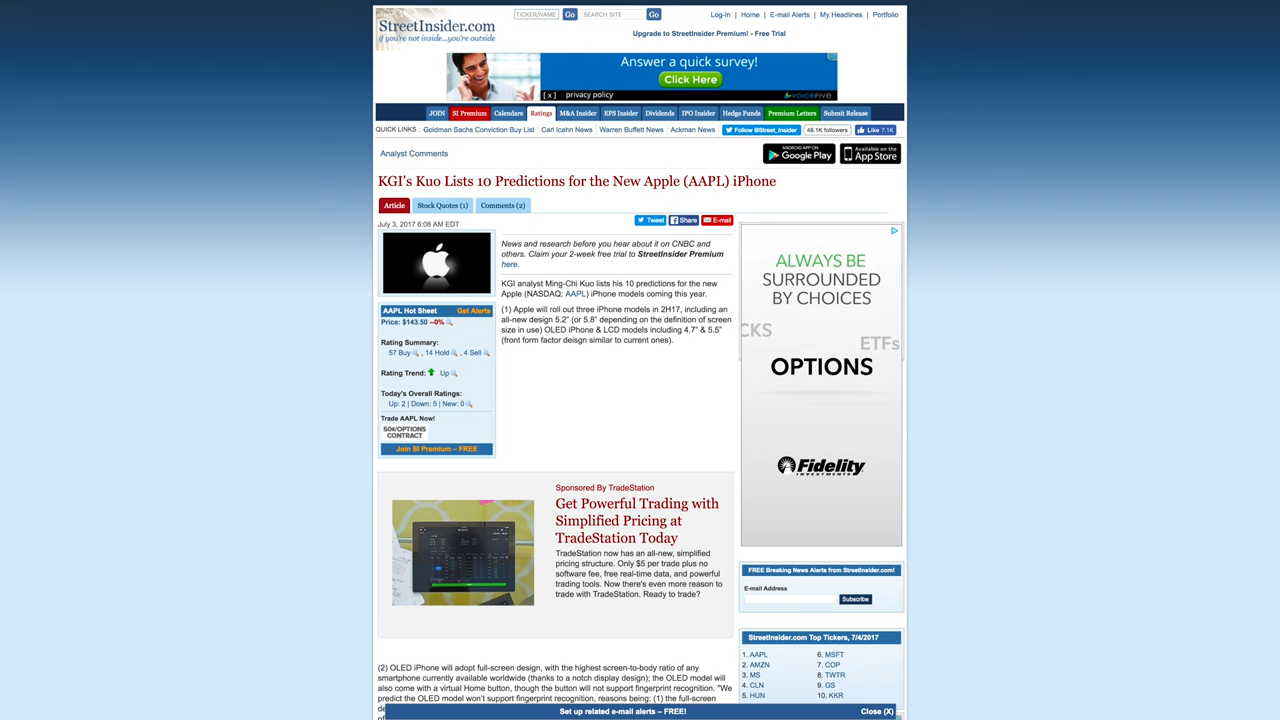 StreetInsider.com
if you're not inside...you're outside
TICKER/NAME Go SEARCH SITE Go
Log-In | Home | E-mail Alerts | My Headlines | Portfolio
Upgrade to StreetInsider Premium! - Free Trial
Answer a quick survey!
Click Here
[ x ] privacy policy
VOICEFIVE
JOIN SI Premium Calendars Ratings M&A Insider EPS Insider Dividends IPO Insider Hedge Funds Premium Letters Submit Release
QUICK LINKS : Goldman Sachs Conviction Buy List Carl Icahn News Warren Buffett News Ackman News Follow @Street_Insider 48.1K followers Like 7.1K
Analyst Comments
ANDROID APP ON
Google Play
Available on the
App Store
KGI's Kuo Lists 10 Predictions for the New Apple (AAPL) iPhone
Article Stock Quotes (1) Comments (2)
July 3, 2017 6:08 AM EDT
Tweet Share E-mail
News and research before you hear about it on CNBC and
others. Claim your 2-week free trial to StreetInsider Premium
here.
KGI analyst Ming-Chi Kuo lists his 10 predictions for the new
Apple (NASDAQ: AAPL) iPhone models coming this year.
(1) Apple will roll out three iPhone models in 2H17, including an
all-new design 5.2" (or 5.8" depending on the definition of screen
size in use) OLED iPhone & LCD models including 4.7" & 5.5"
(front form factor deisgn similar to current ones).
AAPL Hot Sheet Get Alerts
Price: $143.50 --0%
Rating Summary:
57 Buy , 14 Hold , 4 Sell
Rating Trend: Up
Today's Overall Ratings:
Up: 2 | Down: 5 | New: 0
Trade AAPL Now!
50¢/OPTIONS
CONTRACT
Join SI Premium – FREE
ALWAYS BE
SURROUNDED
BY CHOICES
CKS
ETFs
OPTIONS
Fidelity
INVESTMENTS
Sponsored By TradeStation
Get Powerful Trading with
Simplified Pricing at
TradeStation Today
TradeStation now has an all-new, simplified
pricing structure. Only $5 per trade plus no
software fee, free real-time data, and powerful
trading tools. Now there's even more reason to
trade with TradeStation. Ready to trade?
FREE Breaking News Alerts from StreetInsider.com!
E-mail Address
Subscribe
StreetInsider.com Top Tickers, 7/4/2017
1. AAPL 6. MSFT
2. AMZN 7. COP
3. MS 8. TWTR
4. CLN 9. GS
5. HUN 10. KKR
(2) OLED iPhone will adopt full-screen design, with the highest screen-to-body ratio of any
smartphone currently available worldwide (thanks to a notch display design); the OLED model will
also come with a virtual Home button, though the button will not support fingerprint recognition. "We
predict the OLED model won't support fingerprint recognition, reasons being: (1) the full-screen
Set up related e-mail alerts – FREE! Close (X)